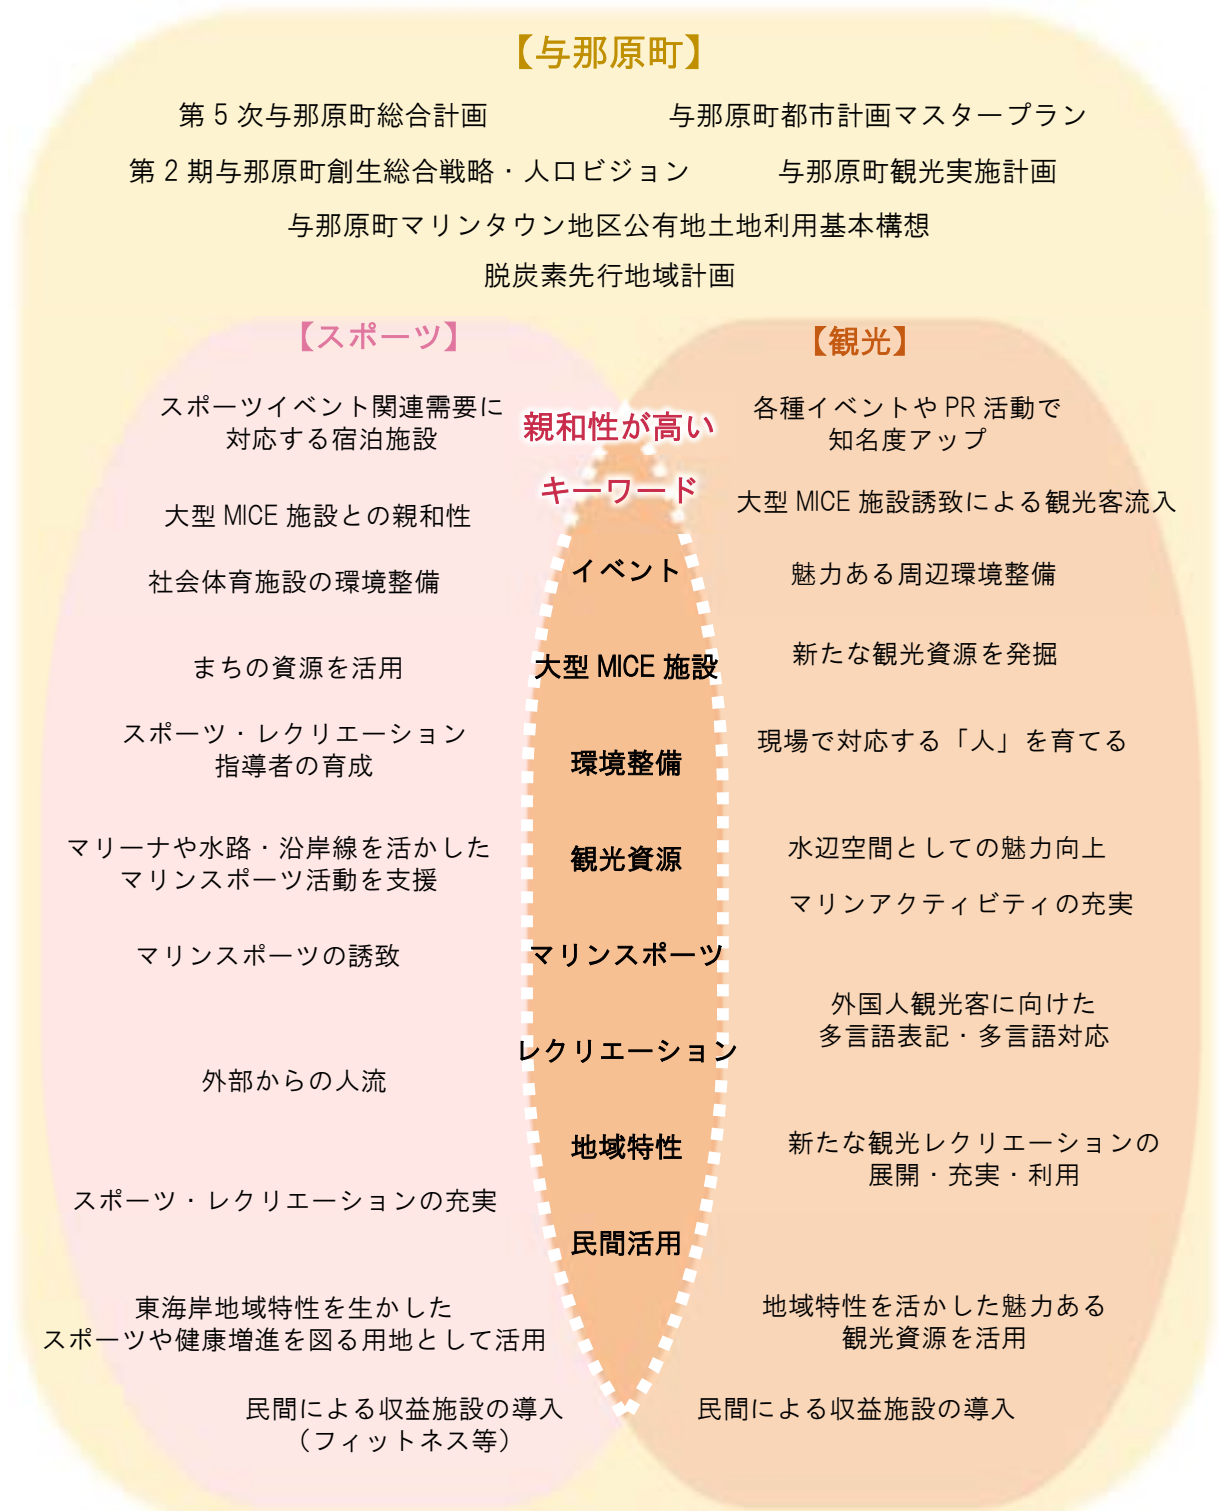 【与那原町】
第5次与那原町総合計画
与那原町都市計画マスタープラン
第2期与那原町創生総合戦略・人口ビジョン
与那原町観光実施計画
与那原町マリンタウン地区公有地土地利用基本構想
脱炭素先行地域計画
【スポーツ】
スポーツイベント関連需要に
対応する宿泊施設
大型MICE施設との親和性
社会体育施設の環境整備
まちの資源を活用
スポーツ・レクリエーション
指導者の育成
マリーナや水路・沿岸線を活かした
マリンスポーツ活動を支援
マリンスポーツの誘致
外部からの人流
スポーツ・レクリエーションの充実
東海岸地域特性を生かした
スポーツや健康増進を図る用地として活用
民間による収益施設の導入
（フィットネス等）
親和性が高い
キーワード
イベント
大型MICE施設
環境整備
観光資源
マリンスポーツ
レクリエーション
地域特性
民間活用
【観光】
各種イベントやPR活動で
知名度アップ
大型MICE施設誘致による観光客流入
魅力ある周辺環境整備
新たな観光資源を発掘
現場で対応する「人」を育てる
水辺空間としての魅力向上
マリンアクティビティの充実
外国人観光客に向けた
多言語表記・多言語対応
新たな観光レクリエーションの
展開・充実・利用
地域特性を活かした魅力ある
観光資源を活用
民間による収益施設の導入